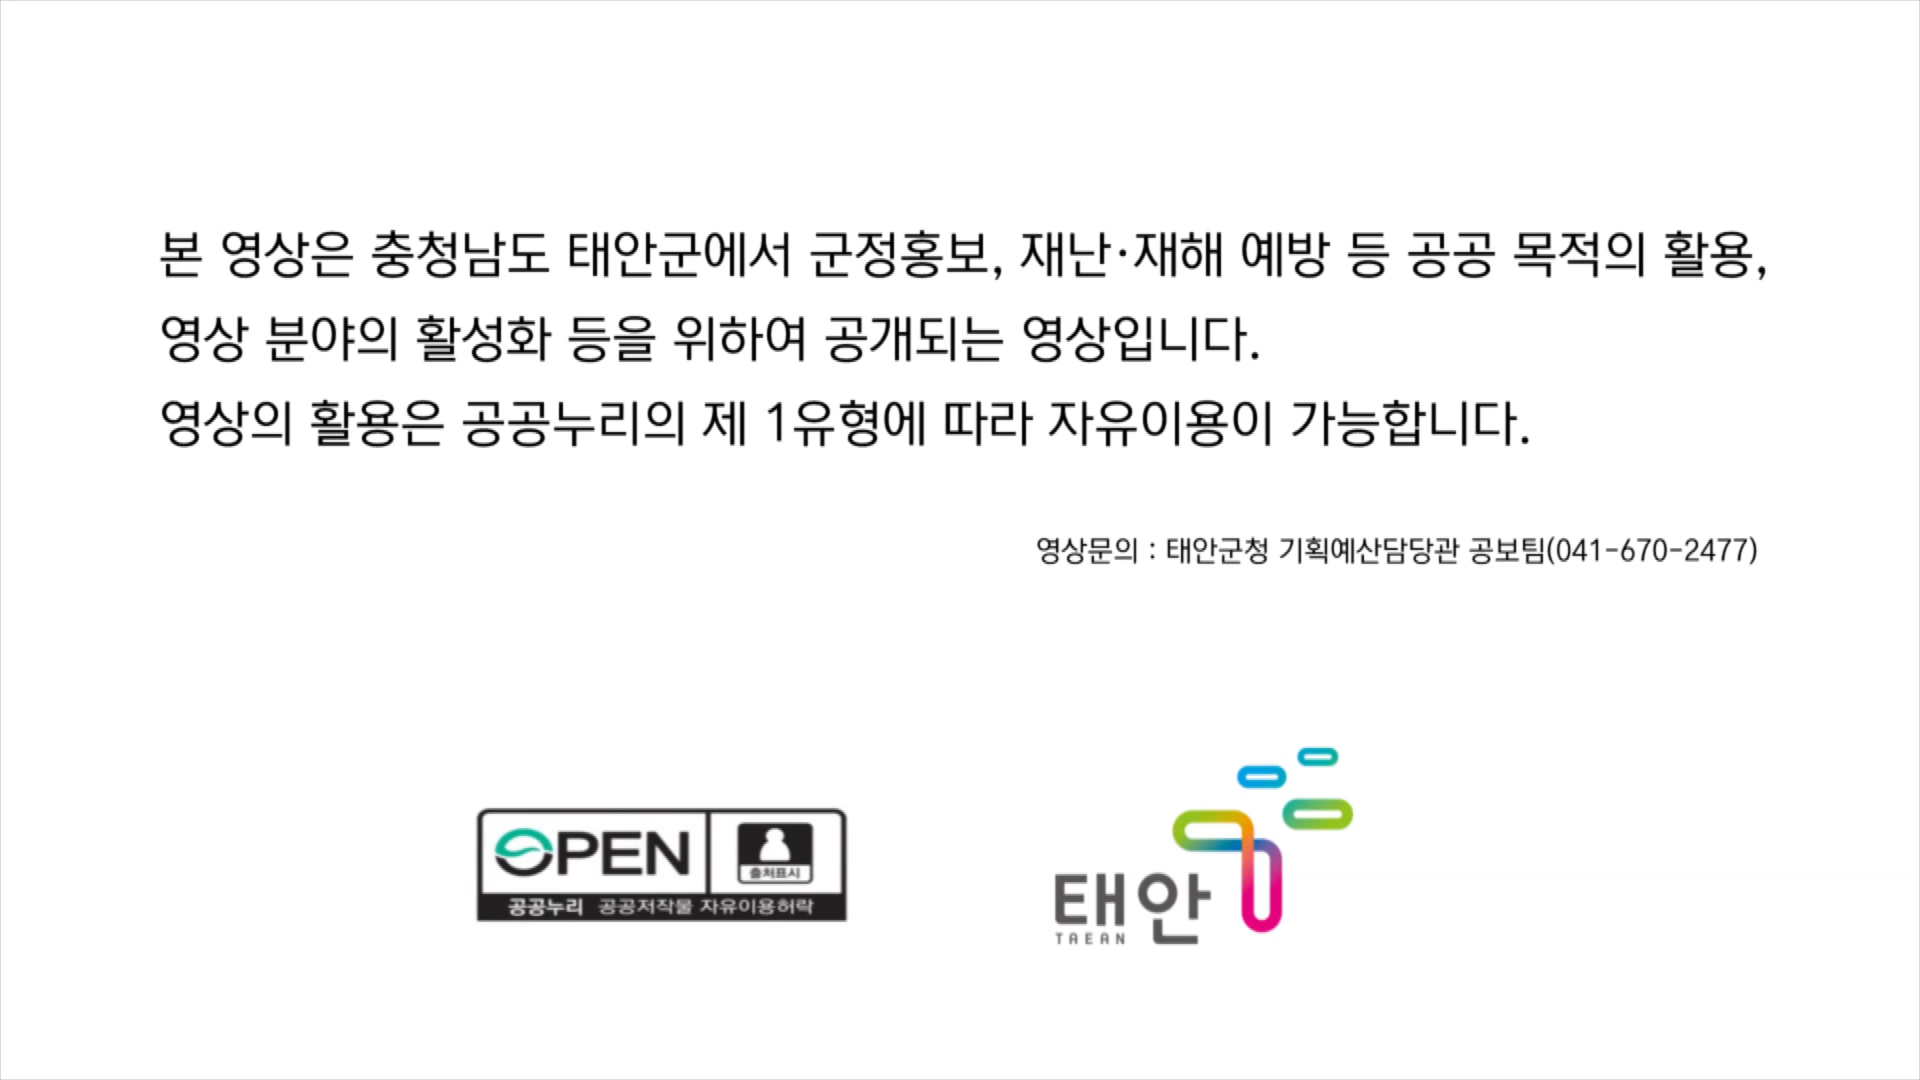 본 영상은 충청남도 태안군에서 군정홍보, 재난·재해 예방 등 공공 목적의 활용,
영상 분야의 활성화 등을 위하여 공개되는 영상입니다.
영상의 활용은 공공누리의 제 1유형에 따라 자유이용이 가능합니다.
영상문의 : 태안군청 기획예산담당관 공보팀(041-670-2477)
OPEN
출처표시
공공누리 공공저작물 자유이용허락
태안
TAEAN